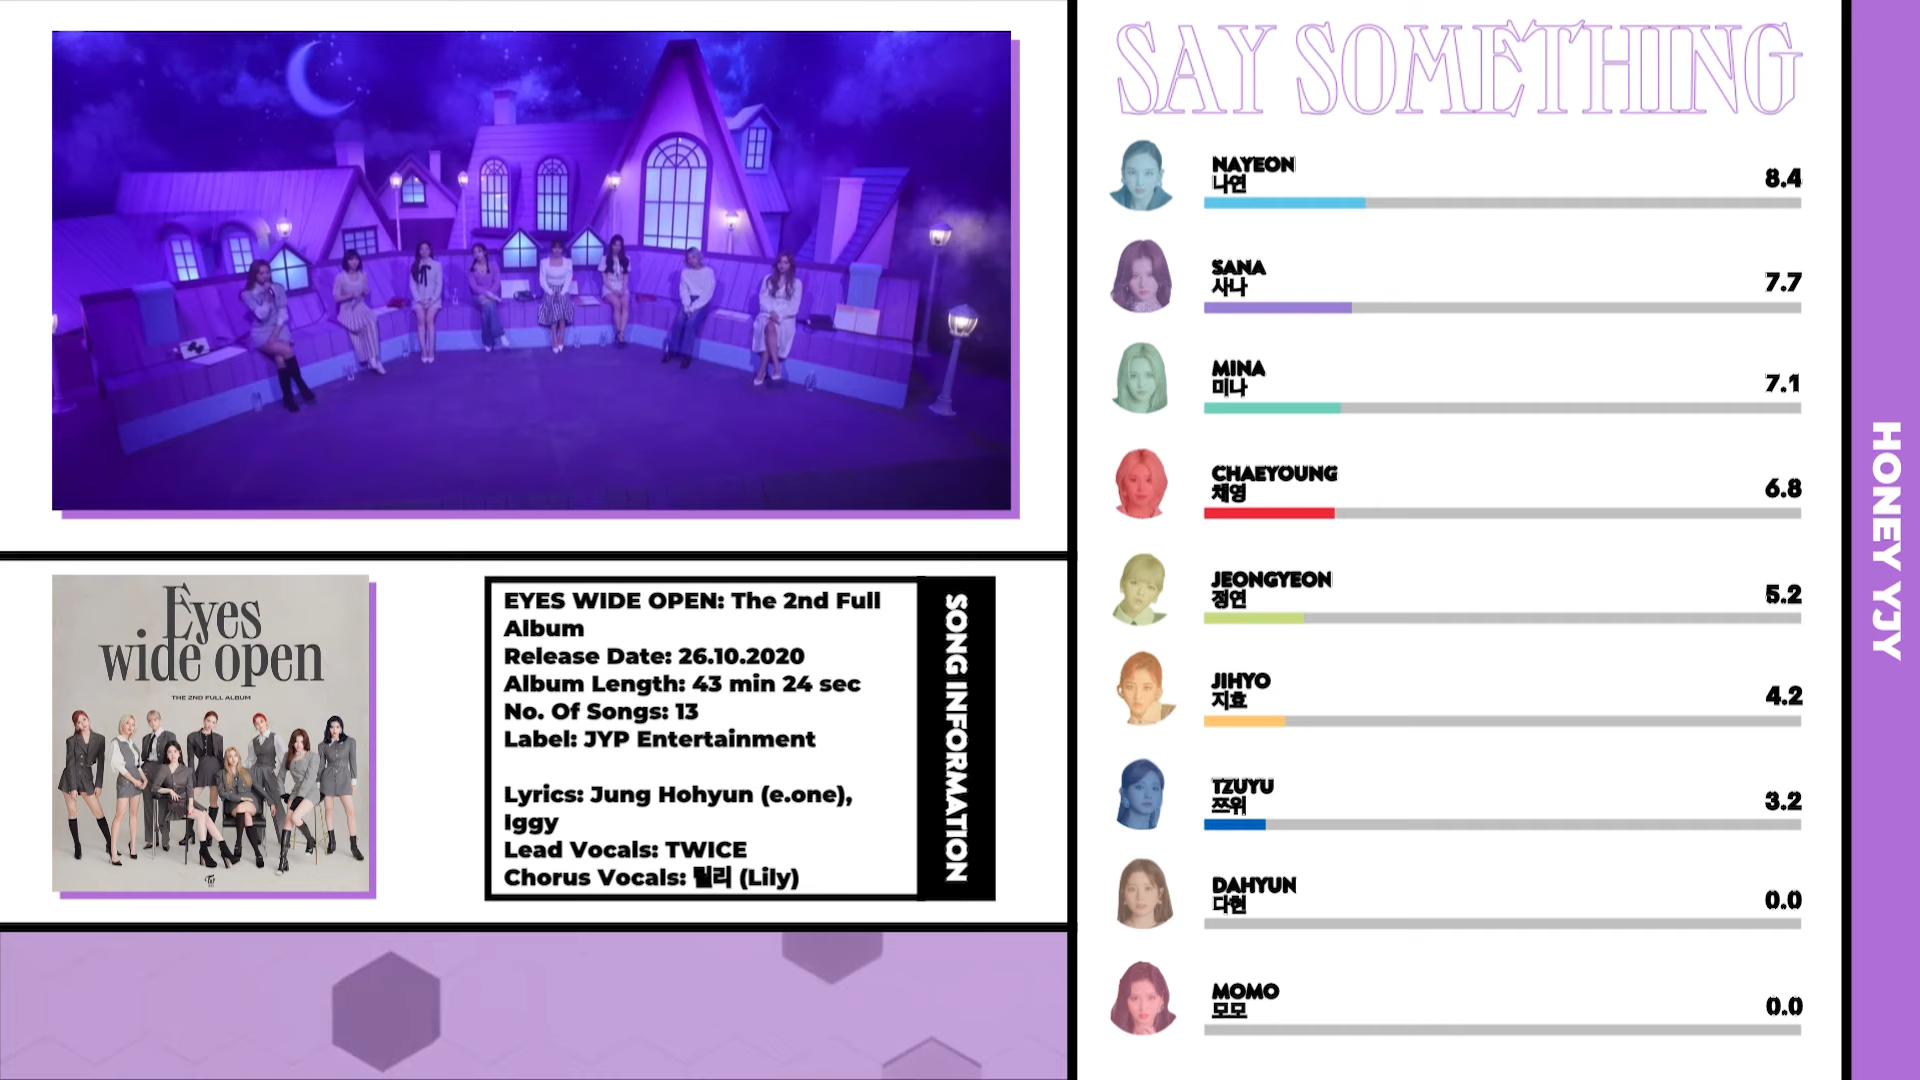 SAY SOMETHING
NAYEON
나연
8.4
SANA
사나
7.7
MINA
미나
7.1
CHAEYOUNG
채영
6.8
JEONGYEON
정연
5.2
JIHYO
지효
4.2
TZUYU
쯔위
3.2
DAHYUN
다현
0.0
MOMO
모모
0.0
HONEY YJY
Eyes
wide open
THE 2ND FULL ALBUM
EYES WIDE OPEN: The 2nd Full
Album
Release Date: 26.10.2020
Album Length: 43 min 24 sec
No. Of Songs: 13
Label: JYP Entertainment
Lyrics: Jung Hohyun (e.one),
Iggy
Lead Vocals: TWICE
Chorus Vocals: (Lily)
SONG INFORMATION